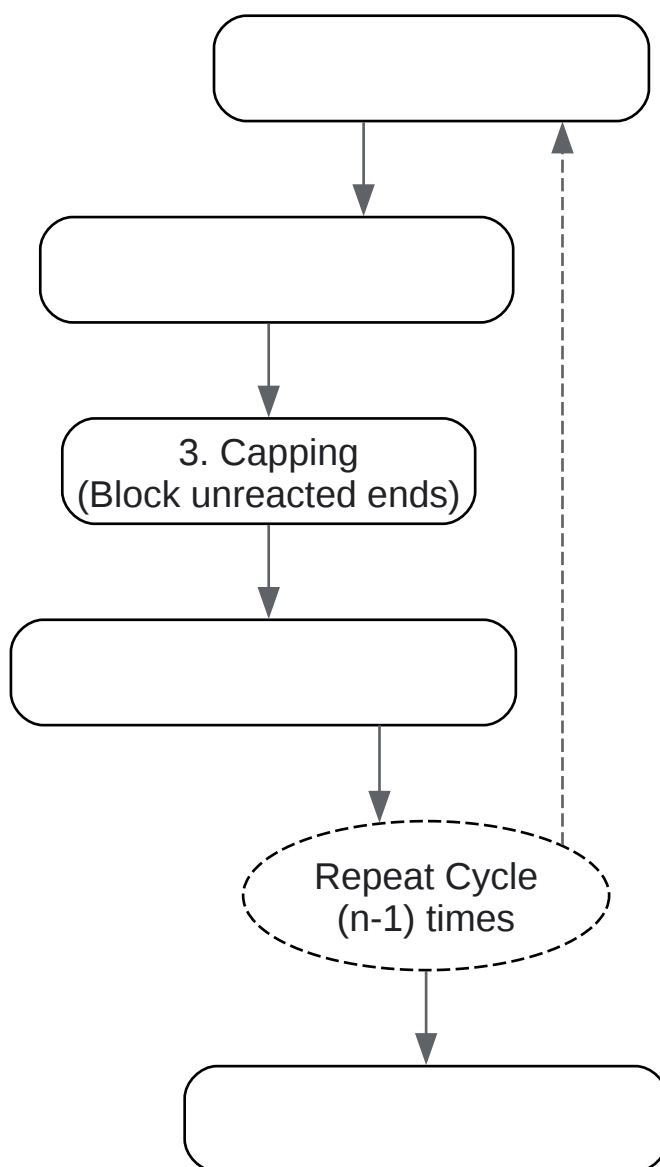 3. Capping
(Block unreacted ends)
Repeat Cycle
(n-1) times